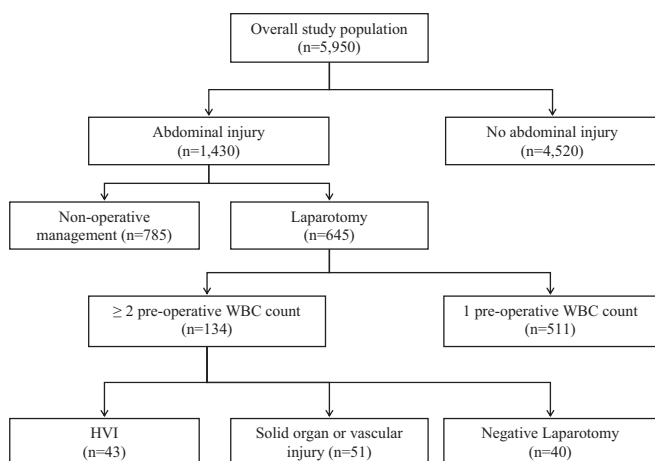 Overall study population
(n=5,950)
Abdominal injury
(n=1,430)
No abdominal injury
(n=4,520)
Non-operative
management (n=785)
Laparotomy
(n=645)
≥ 2 pre-operative WBC count
(n=134)
1 pre-operative WBC count
(n=511)
HVI
(n=43)
Solid organ or vascular
injury (n=51)
Negative Laparotomy
(n=40)